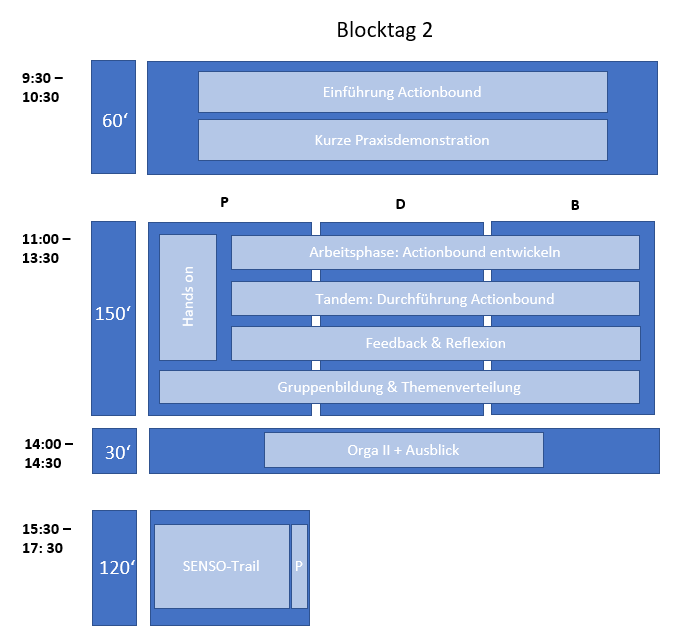 Blocktag 2
9:30 –
10:30
60‘
Einführung Actionbound
Kurze Praxisdemonstration
P
D
B
11:00 –
13:30
150‘
Hands on
Arbeitsphase: Actionbound entwickeln
Tandem: Durchführung Actionbound
Feedback & Reflexion
Gruppenbildung & Themenverteilung
14:00 –
14:30
30‘
Orga II + Ausblick
15:30 –
17: 30
120‘
SENSO-Trail
P